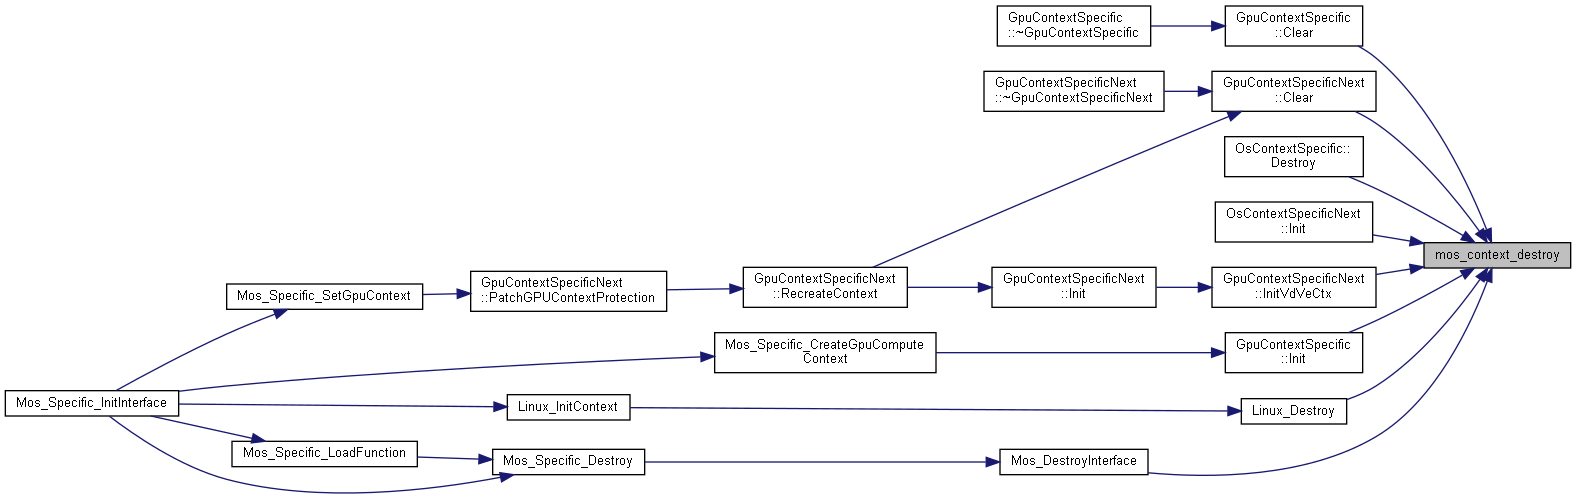 GpuContextSpecific
::~GpuContextSpecific
GpuContextSpecific
::Clear
GpuContextSpecificNext
::~GpuContextSpecificNext
GpuContextSpecificNext
::Clear
OsContextSpecific::
Destroy
OsContextSpecificNext
::Init
mos_context_destroy
Mos_Specific_SetGpuContext
GpuContextSpecificNext
::PatchGPUContextProtection
GpuContextSpecificNext
::RecreateContext
GpuContextSpecificNext
::Init
GpuContextSpecificNext
::InitVdVeCtx
Mos_Specific_CreateGpuCompute
Context
GpuContextSpecific
::Init
Mos_Specific_InitInterface
Linux_InitContext
Linux_Destroy
Mos_Specific_LoadFunction
Mos_Specific_Destroy
Mos_DestroyInterface